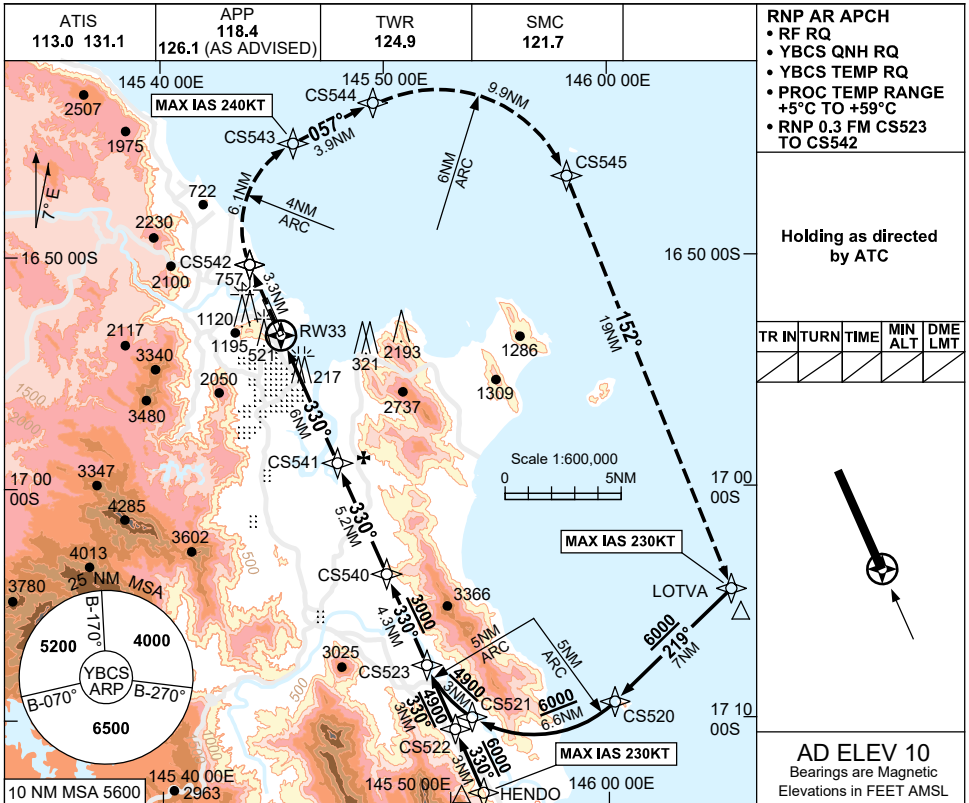 ATIS
113.0 131.1
APP
118.4
126.1 (AS ADVISED)
TWR
124.9
SMC
121.7
RNP AR APCH
• RF RQ
• YBCS QNH RQ
• YBCS TEMP RQ
• PROC TEMP RANGE
+5°C TO +59°C
• RNP 0.3 FM CS523
TO CS542
Holding as directed
by ATC
TR IN
TURN
TIME
MIN
ALT
DME
LMT
AD ELEV 10
Bearings are Magnetic
Elevations in FEET AMSL
145 40 00E
145 50 00E
146 00 00E
2507
1975
MAX IAS 240KT
CS544
CS543
057°
3.9NM
9.9NM
CS545
7° E
722
6.1NM
4NM
ARC
6NM
ARC
2230
16 50 00S
2100
CS542
757
3.3NM
16 50 00S
1120
1195
521
RW33
217
321
2193
1286
152°
19NM
2117
3340
3480
2050
2737
1309
1500
2000
330°
6NM
CS541
Scale 1:600,000
0
5NM
17 00
00S
17 00
00S
3347
4285
3602
500
330°
5.2NM
MAX IAS 230KT
4013
3780
25 NM MSA
CS540
LOTVA
3366
3000
330°
4.3NM
6000
219°
7NM
5NM
ARC
5NM
ARC
B-170°
5200
4000
YBCS
ARP
B-070°
B-270°
6500
3025
500
1000
CS523
4900
3NM
CS521
6000
6.6NM
CS520
4900
330°
3NM
CS522
17 10
00S
6000
330°
3NM
MAX IAS 230KT
HENDO
10 NM MSA 5600
145 40 00E
2963
145 50 00E
146 00 00E